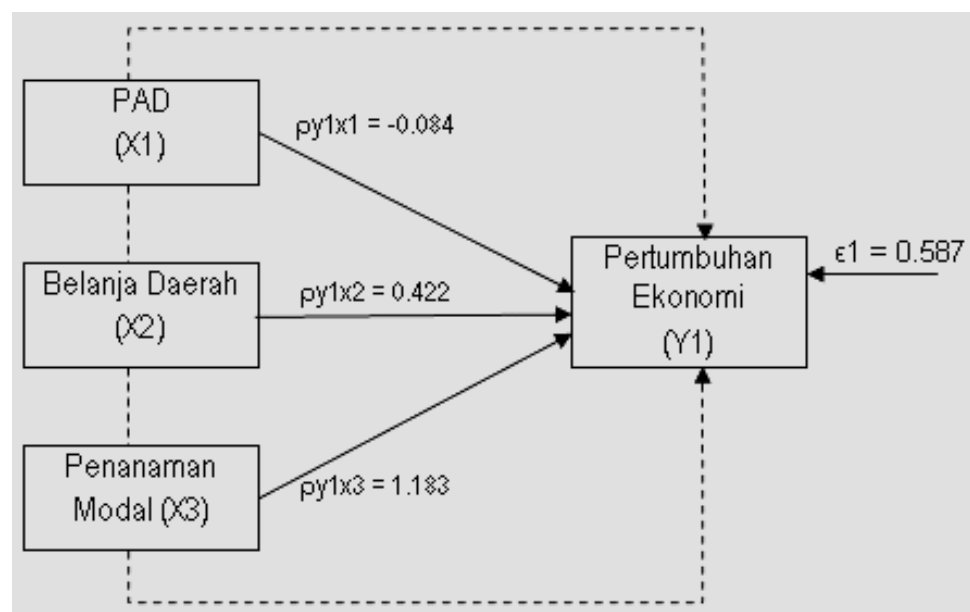 PAD
(X1)
ρy1x1 = -0.084
Pertumbuhan
Ekonomi
(Y1)
ε1 = 0.587
Belanja Daerah
(X2)
ρy1x2 = 0.422
Penanaman
Modal (X3)
ρy1x3 = 1.183